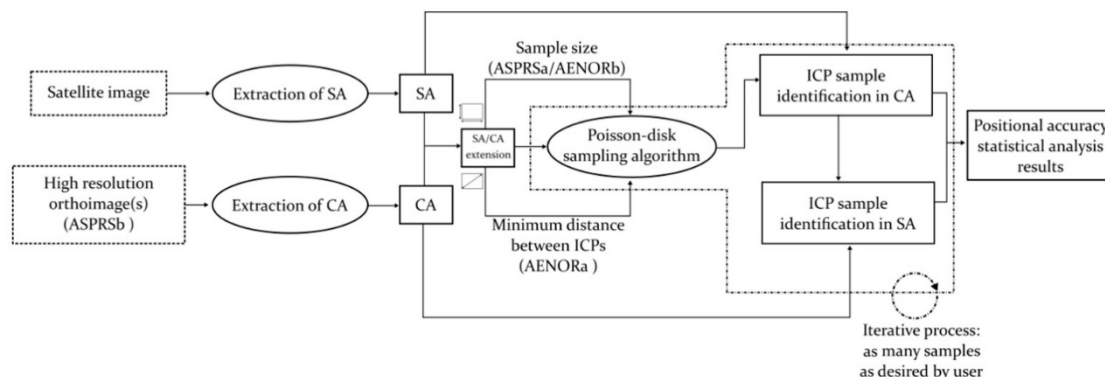 Satellite image
Extraction of SA
SA
High resolution
orthoimage(s)
(ASPRSb )
Extraction of CA
CA
SA/CA
extension
Sample size
(ASPRSa/AENORb)
Poisson-disk
sampling algorithm
Minimum distance
between ICPs
(AENORa )
ICP sample
identification in CA
ICP sample
identification in SA
Positional accuracy
statistical analysis
results
Iterative process:
as many samples
as desired by user